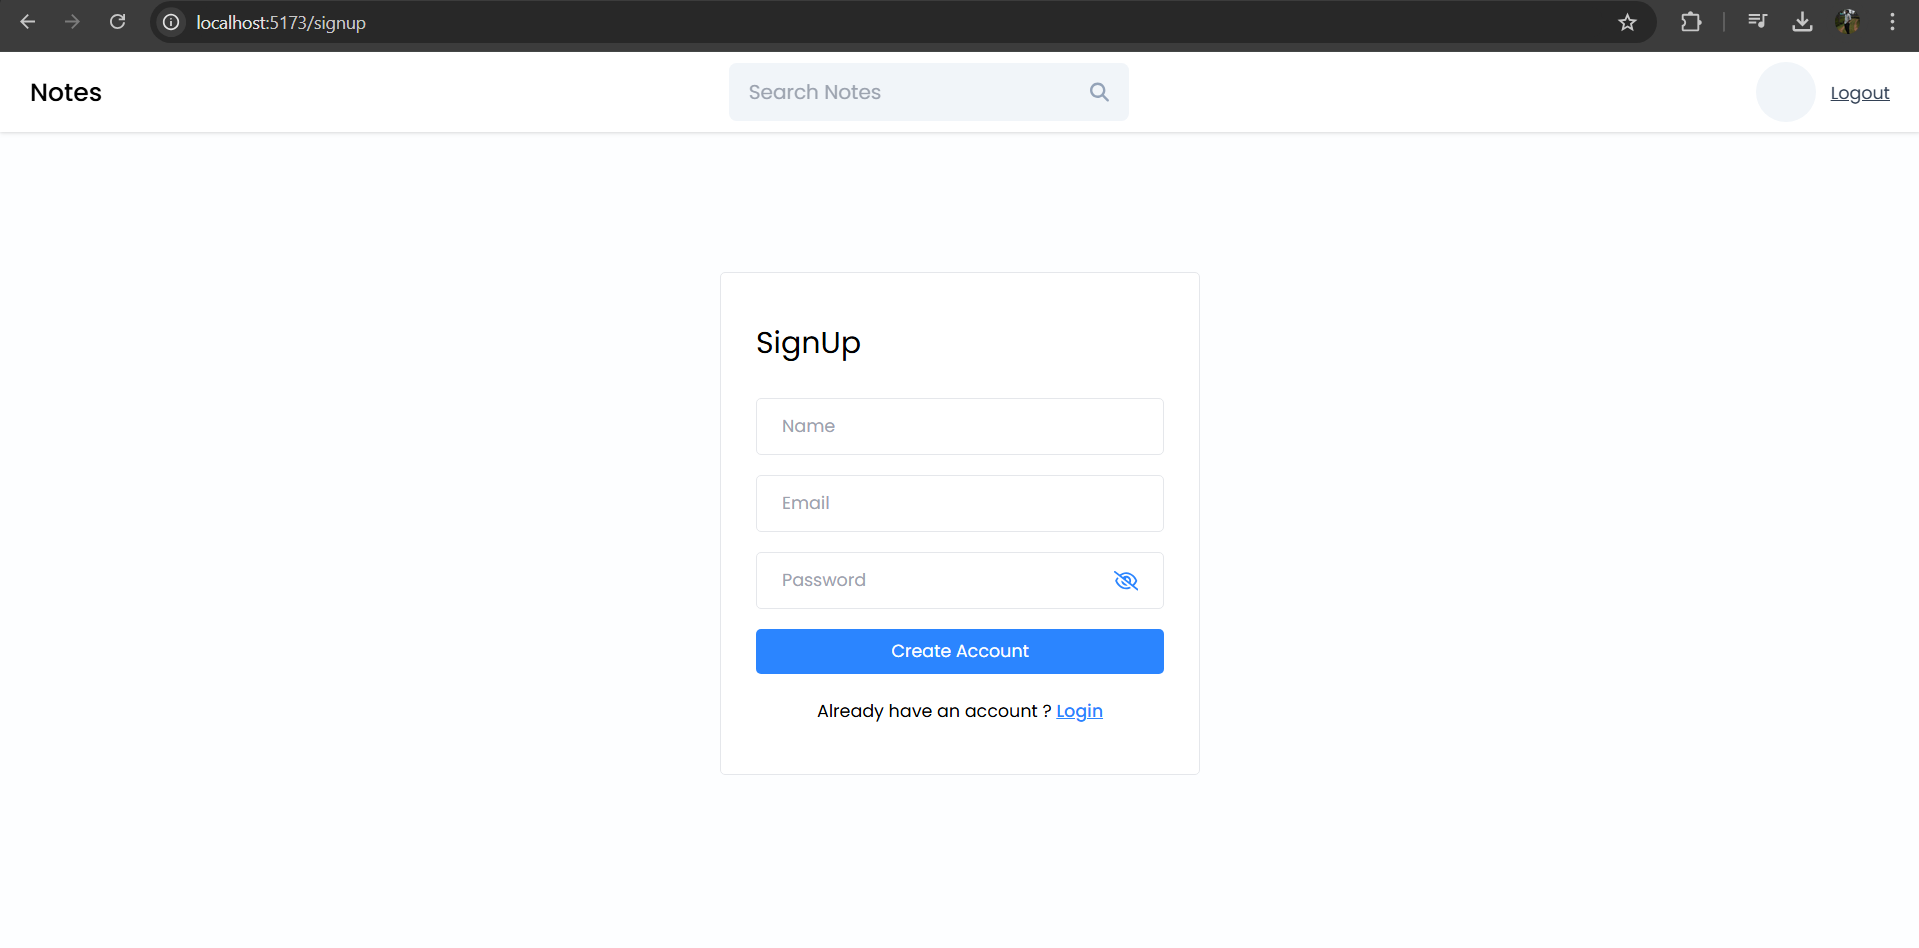 localhost:5173/signup
Notes
Search Notes
Logout
SignUp
Name
Email
Password
Create Account
Already have an account ? Login